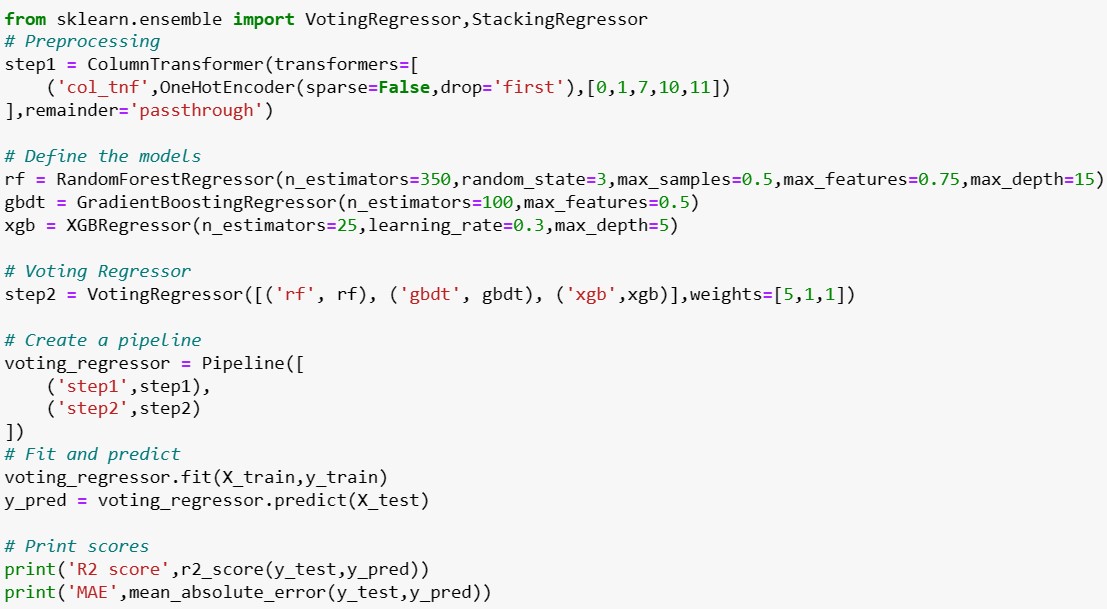 from sklearn.ensemble import VotingRegressor,StackingRegressor
# Preprocessing
step1 = ColumnTransformer(transformers=[
    ('col_tnf',OneHotEncoder(sparse=False,drop='first'),[0,1,7,10,11])
],remainder='passthrough')

# Define the models
rf = RandomForestRegressor(n_estimators=350,random_state=3,max_samples=0.5,max_features=0.75,max_depth=15)
gbdt = GradientBoostingRegressor(n_estimators=100,max_features=0.5)
xgb = XGBRegressor(n_estimators=25,learning_rate=0.3,max_depth=5)

# Voting Regressor
step2 = VotingRegressor([('rf', rf), ('gbdt', gbdt), ('xgb',xgb)],weights=[5,1,1])

# Create a pipeline
voting_regressor = Pipeline([
    ('step1',step1),
    ('step2',step2)
])
# Fit and predict
voting_regressor.fit(X_train,y_train)
y_pred = voting_regressor.predict(X_test)

# Print scores
print('R2 score',r2_score(y_test,y_pred))
print('MAE',mean_absolute_error(y_test,y_pred))